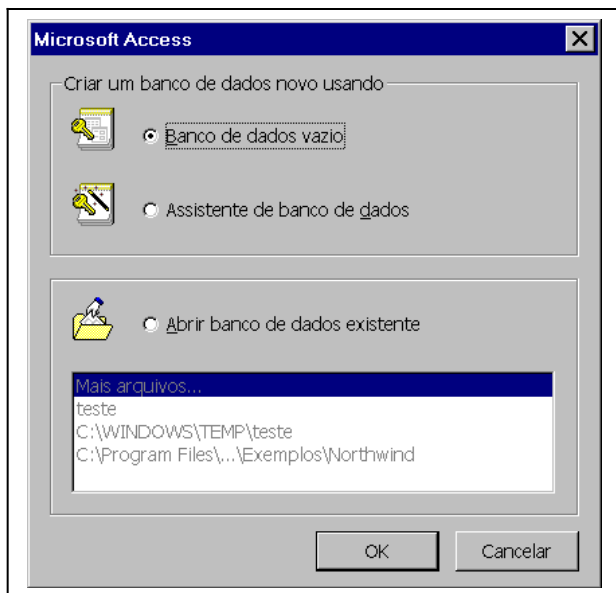 Microsoft Access
Criar um banco de dados novo usando
Banco de dados vazio
Assistente de banco de dados
Abrir banco de dados existente
Mais arquivos...
teste
C:\WINDOWS\TEMP\teste
C:\Program Files\...\Exemplos\Northwind
OK Cancelar